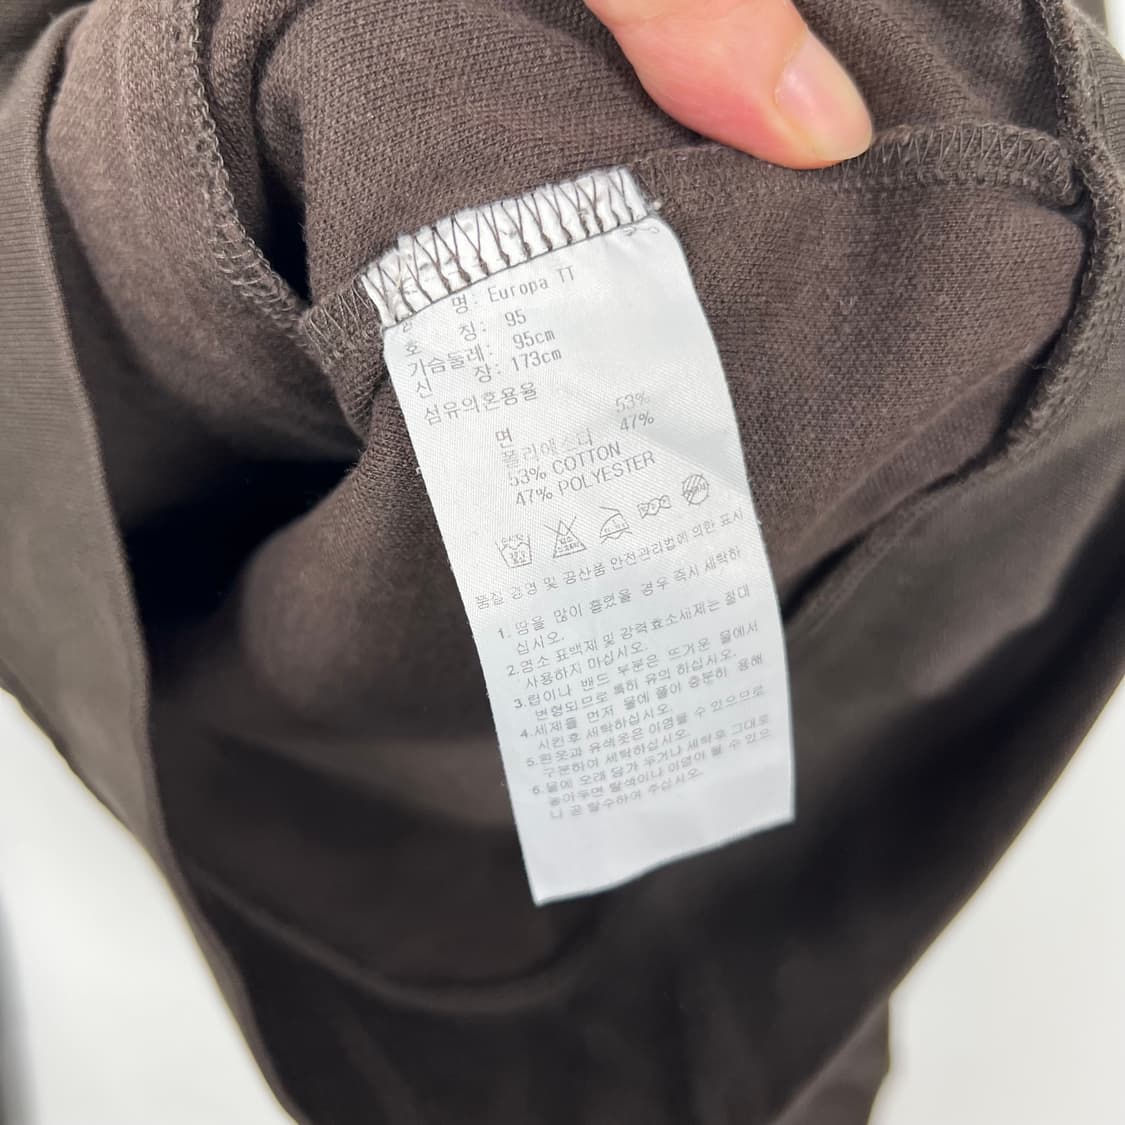 명: Europa TT
호 칭: 95
가슴둘레: 95cm
신 장: 173cm
섬유의혼용율
면 53%
폴리에스터 47%
53% COTTON
47% POLYESTER
품질 경영 및 공산품 안전관리법에 의한 표시
1. 땀을 많이 흘렸을 경우 즉시 세탁하
십시오.
2.염소 표백제 및 강력효소세제는 절대
사용하지 마십시오.
3.럽이나 밴드 부분은 뜨거운 물에서
변형되므로 특히 유의 하십시오.
4.세제를 먼저 물에 풀어 충분히 용해
시킨후 세탁하십시오.
5.흰옷과 유색옷은 이염될 수 있으므로
구분하여 세탁하십시오.
6.물에 오래 담가 두거나 세탁후 그대로
놓아두면 탈색이나 이염이 될 수 있으
니 곧 탈수하여 주십시오.